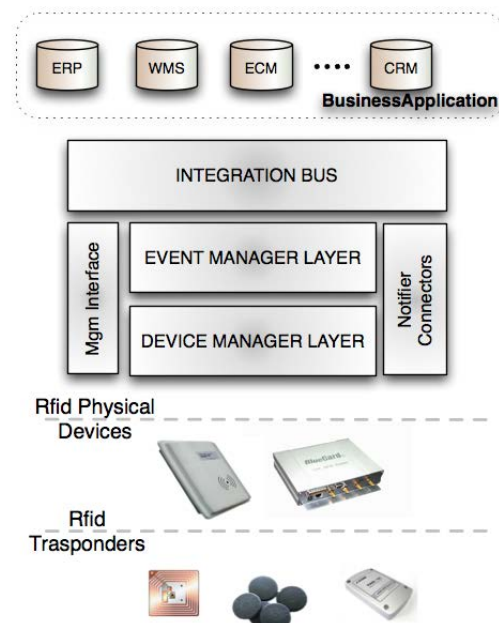 ERP
WMS
ECM
CRM
BusinessApplication
INTEGRATION BUS
Mgm Interface
EVENT MANAGER LAYER
DEVICE MANAGER LAYER
Notifier
Connectors
Rfid Physical
Devices
BlueGard
Rfid
Trasponders